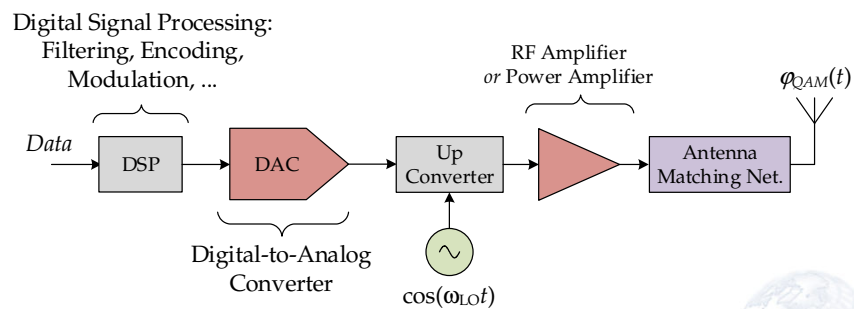 Digital Signal Processing:
Filtering, Encoding,
Modulation, ...
RF Amplifier
or Power Amplifier
φQAM(t)
Data
DSP
DAC
Up
Converter
Antenna
Matching Net.
Digital-to-Analog
Converter
cos(ωLOt)